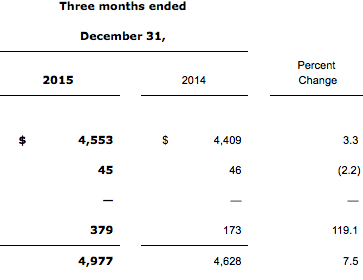 Three months ended
December 31,
Percent
2015 2014 Change
$ 4,553 $ 4,409 3.3
45 46 (2.2)
— — —
379 173 119.1
4,977 4,628 7.5